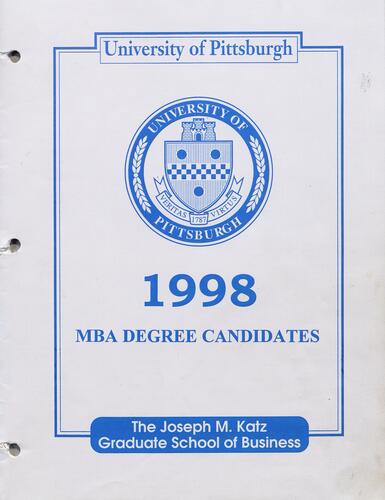 University of Pittsburgh
UNIVERSITY OF
VERITAS 1787 VIRTUS
PITTSBURGH
1998
MBA DEGREE CANDIDATES
The Joseph M. Katz
Graduate School of Business